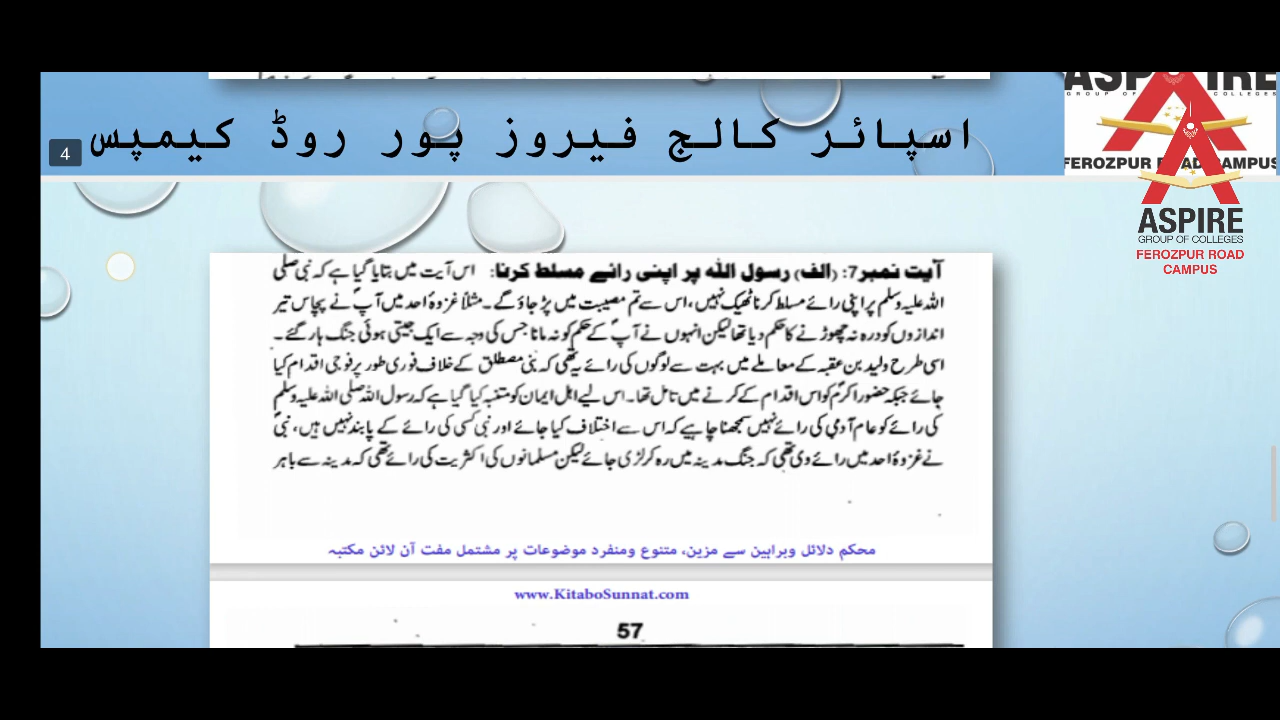 ASPIRE
GROUP OF COLLEGES
FEROZPUR ROAD CAMPUS
اسپائر کالج فیروز پور روڈ کیمپس
4
ASPIRE
GROUP OF COLLEGES
FEROZPUR ROAD
CAMPUS
آیت نمبر7: (الف) رسول اللہ پر اپنی رائے مسلط کرنا: اس آیت میں بتایا گیا ہے کہ نبی صلی
اللہ علیہ وسلم پر اپنی رائے مسلط کرنا ٹھیک نہیں، اس سے تم مصیبت میں پڑ جاؤ گے۔ مثلاً غزوۂ احد میں آپؐ نے پچاس تیر
اندازوں کو درہ نہ چھوڑنے کا حکم دیا تھا لیکن انہوں نے آپؐ کے حکم کو نہ مانا جس کی وجہ سے ایک جیتی ہوئی جنگ ہار گئے۔
اسی طرح ولید بن عقبہ کے معاملے میں بہت سے لوگوں کی رائے یہ تھی کہ بنی مصطلق کے خلاف فوری طور پر فوجی اقدام کیا
جائے جبکہ حضور اکرمؐ کو اس اقدام کے کرنے میں تامل تھا۔ اس لیے اہل ایمان کو متنبہ کیا گیا ہے کہ رسول اللہ صلی اللہ علیہ وسلم
کی رائے کو عام آدمی کی رائے نہیں سمجھنا چاہیے کہ اس سے اختلاف کیا جائے اور نبی کسی کی رائے کے پابند نہیں ہیں، نبیؐ
نے غزوۂ احد میں رائے دی تھی کہ جنگ مدینہ میں رہ کر لڑی جائے لیکن مسلمانوں کی اکثریت کی رائے تھی کہ مدینہ سے باہر
محکم دلائل وبراہین سے مزین، متنوع ومنفرد موضوعات پر مشتمل مفت آن لائن مکتبہ
www.KitaboSunnat.com
57